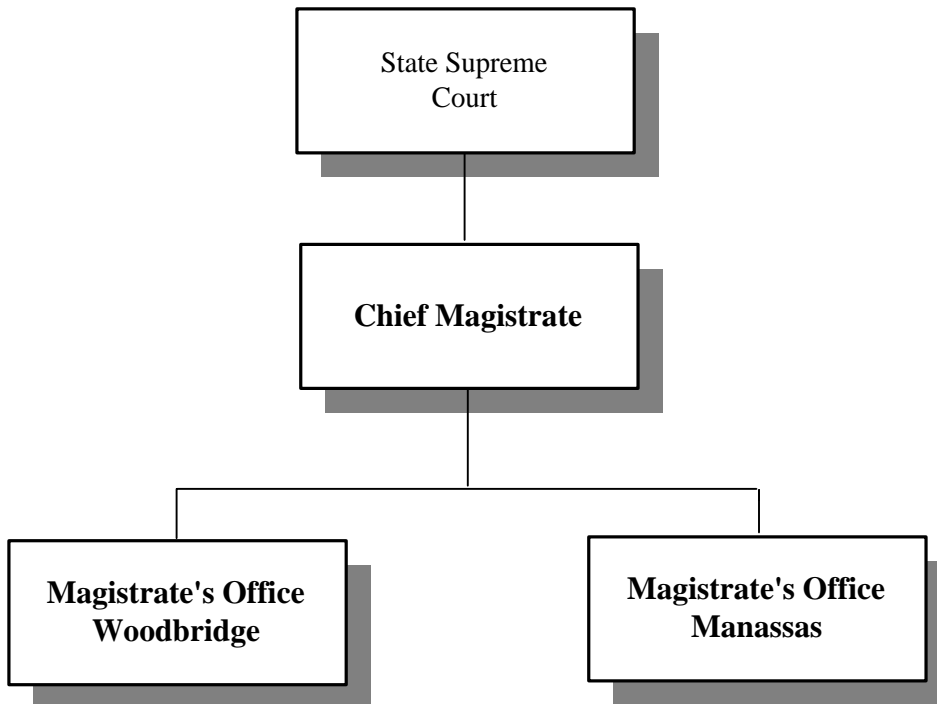 State Supreme
Court
Chief Magistrate
Magistrate's Office
Woodbridge
Magistrate's Office
Manassas